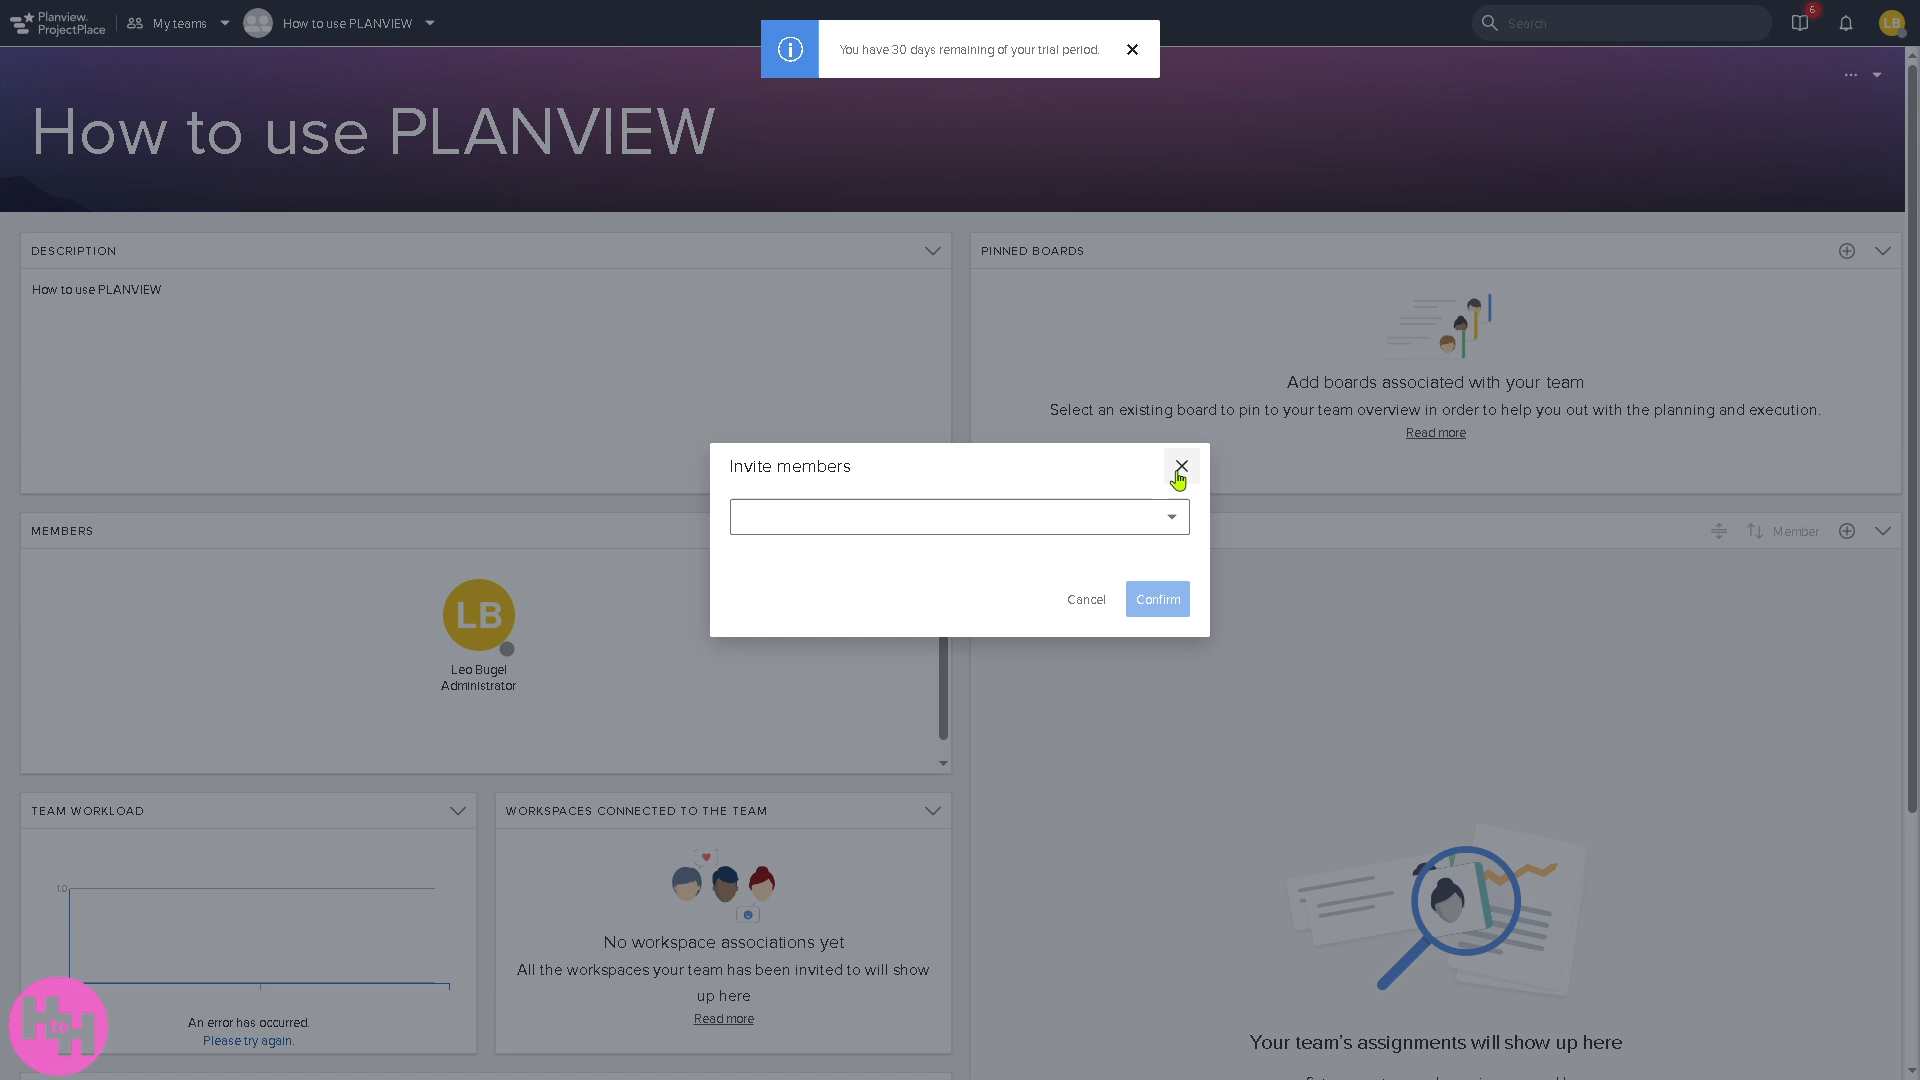 Planview.
ProjectPlace
My teams
How to use PLANVIEW
You have 30 days remaining of your trial period.
Search
6
LB
How to use PLANVIEW
DESCRIPTION
How to use PLANVIEW
PINNED BOARDS
Add boards associated with your team
Select an existing board to pin to your team overview in order to help you out with the planning and execution.
Read more
Invite members
Cancel
Confirm
MEMBERS
LB
Leo Bugel
Administrator
Member
TEAM WORKLOAD
1.0
An error has occurred.
Please try again.
WORKSPACES CONNECTED TO THE TEAM
No workspace associations yet
All the workspaces your team has been invited to will show
up here
Read more
Your team's assignments will show up here
H to H